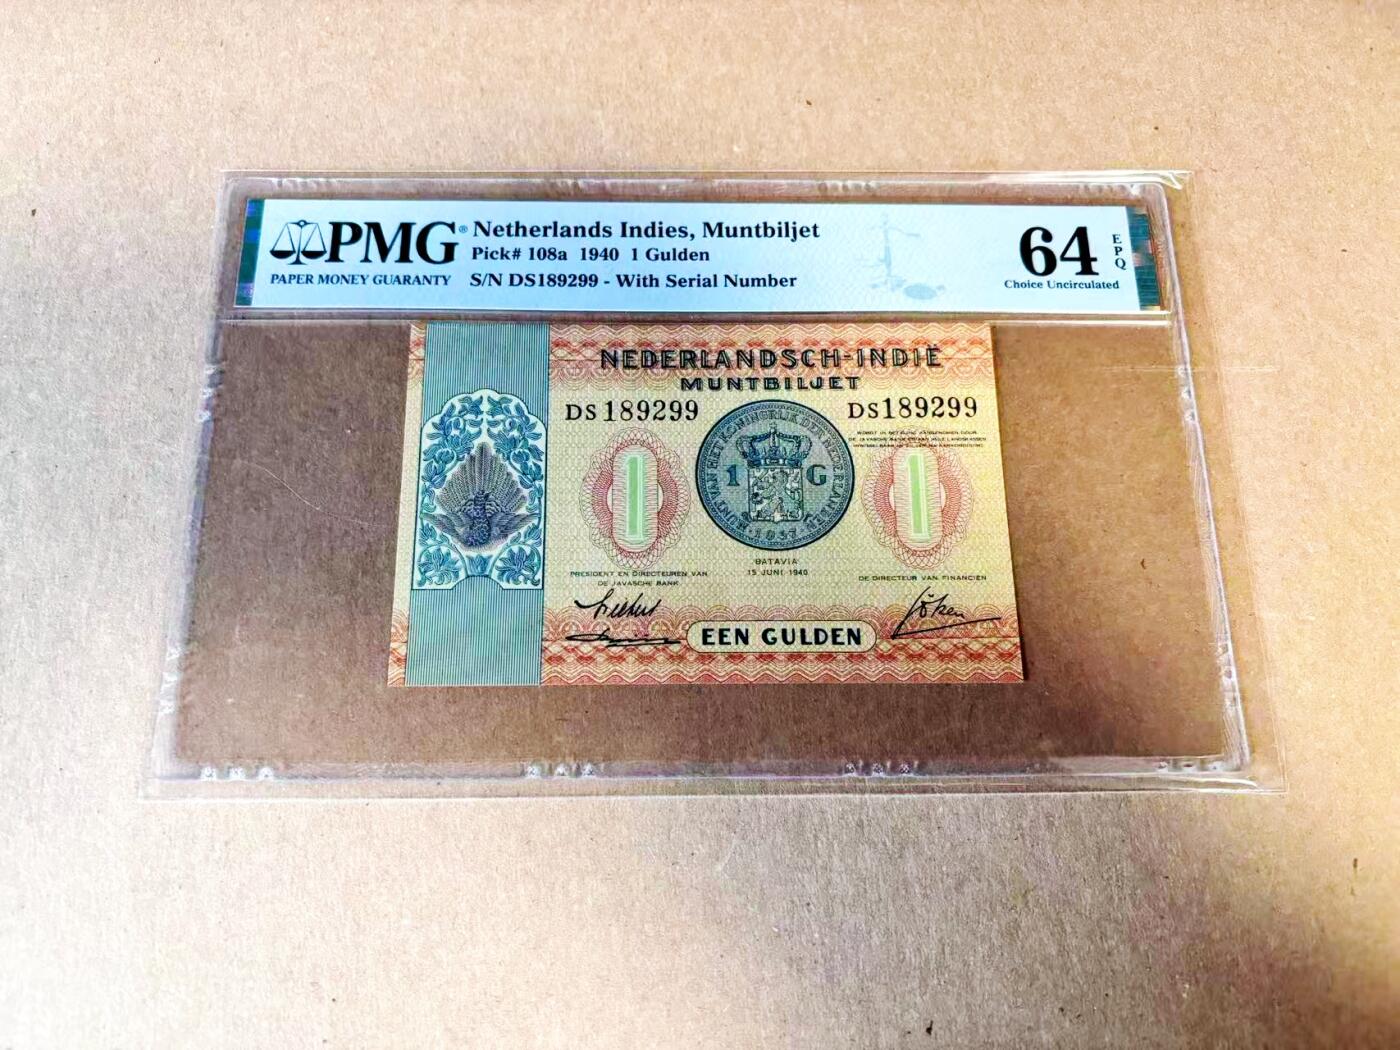 PMG®
PAPER MONEY GUARANTY
Netherlands Indies, Muntbiljet
Pick# 108a 1940 1 Gulden
S/N DS189299 - With Serial Number
64 EPQ
Choice Uncirculated
NEDERLANDSCH-INDIË
MUNTBILJET
DS189299
DS189299
1
1 G
1
1937
BATAVIA
15 JUNI 1940
PRESIDENT EN DIRECTEUREN VAN
DE JAVASCHE BANK
DE DIRECTEUR VAN FINANCIËN
EEN GULDEN